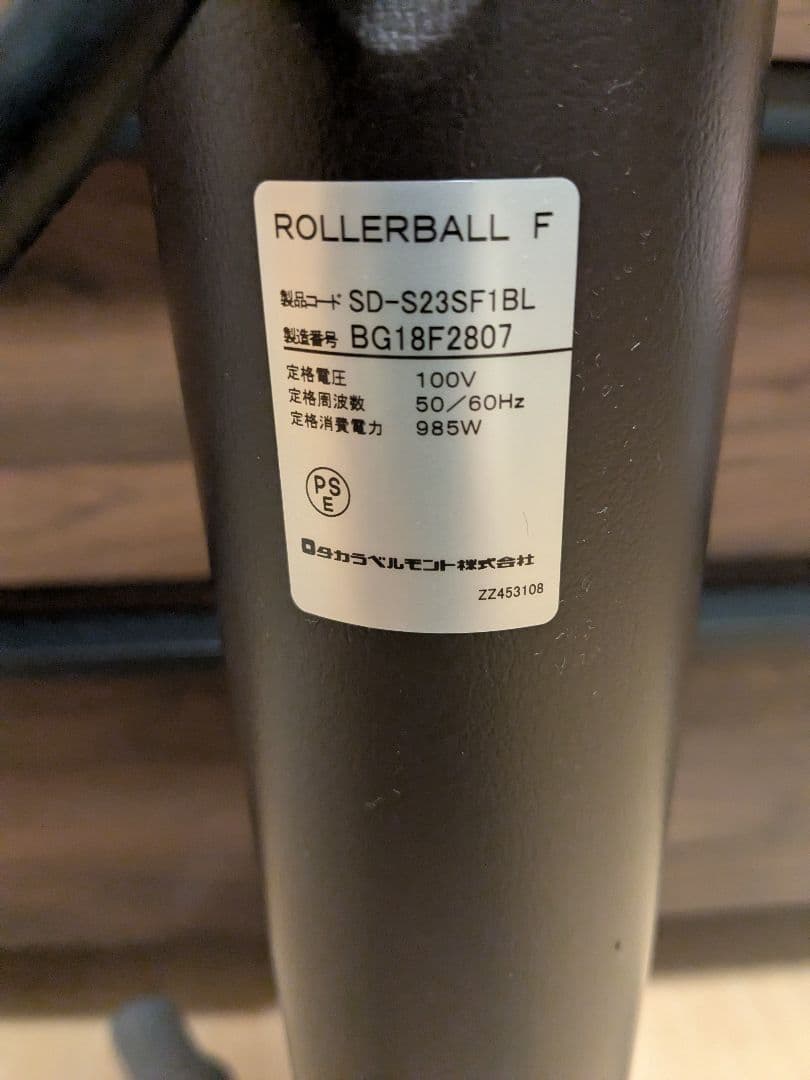 ROLLERBALL F
製品コード SD-S23SF1BL
製造番号 BG18F2807
定格電圧 100V
定格周波数 50/60Hz
定格消費電力 985W
PS
E
タカラベルモント株式会社
ZZ453108